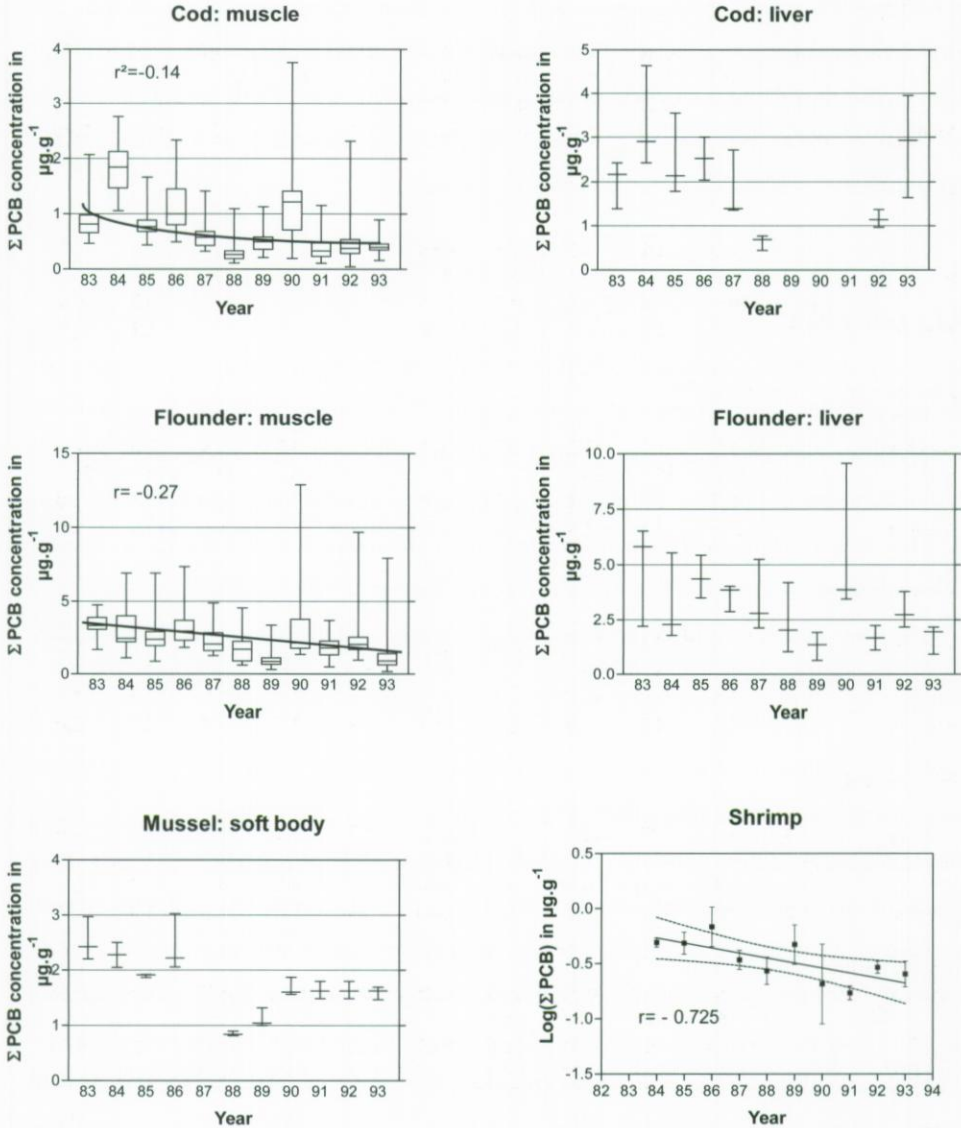 Cod: muscle
Σ PCB concentration in
µg.g-1
r²=-0.14
4
3
2
1
0
83 84 85 86 87 88 89 90 91 92 93
Year
Cod: liver
Σ PCB concentration in
µg.g-1
5
4
3
2
1
0
83 84 85 86 87 88 89 90 91 92 93
Year
Flounder: muscle
Σ PCB concentration in
µg.g-1
r= -0.27
15
10
5
0
83 84 85 86 87 88 89 90 91 92 93
Year
Flounder: liver
Σ PCB concentration in
µg.g-1
10.0
7.5
5.0
2.5
0.0
83 84 85 86 87 88 89 90 91 92 93
Year
Mussel: soft body
Σ PCB concentration in
µg.g-1
4
3
2
1
0
83 84 85 86 87 88 89 90 91 92 93
Year
Shrimp
Log(Σ PCB) in µg.g-1
0.5
0.0
-0.5
-1.0
-1.5
r= - 0.725
82 83 84 85 86 87 88 89 90 91 92 93 94
Year